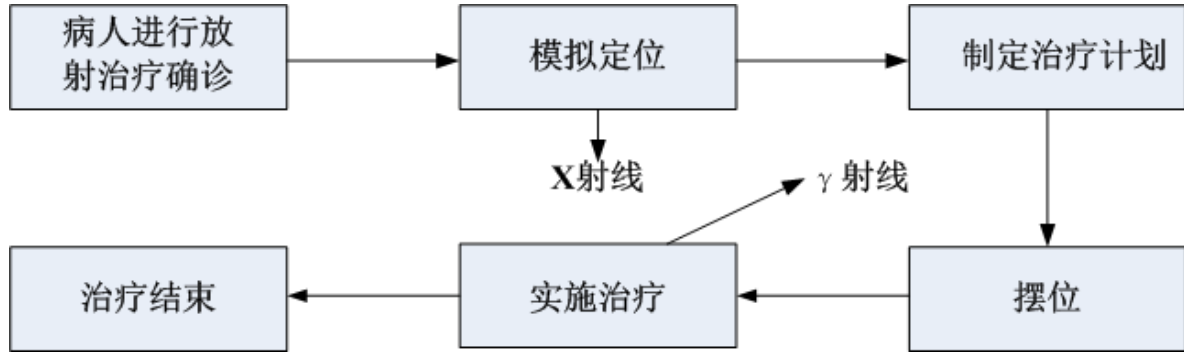 病人进行放
射治疗确诊
模拟定位
制定治疗计划
X射线
γ 射线
治疗结束
实施治疗
摆位